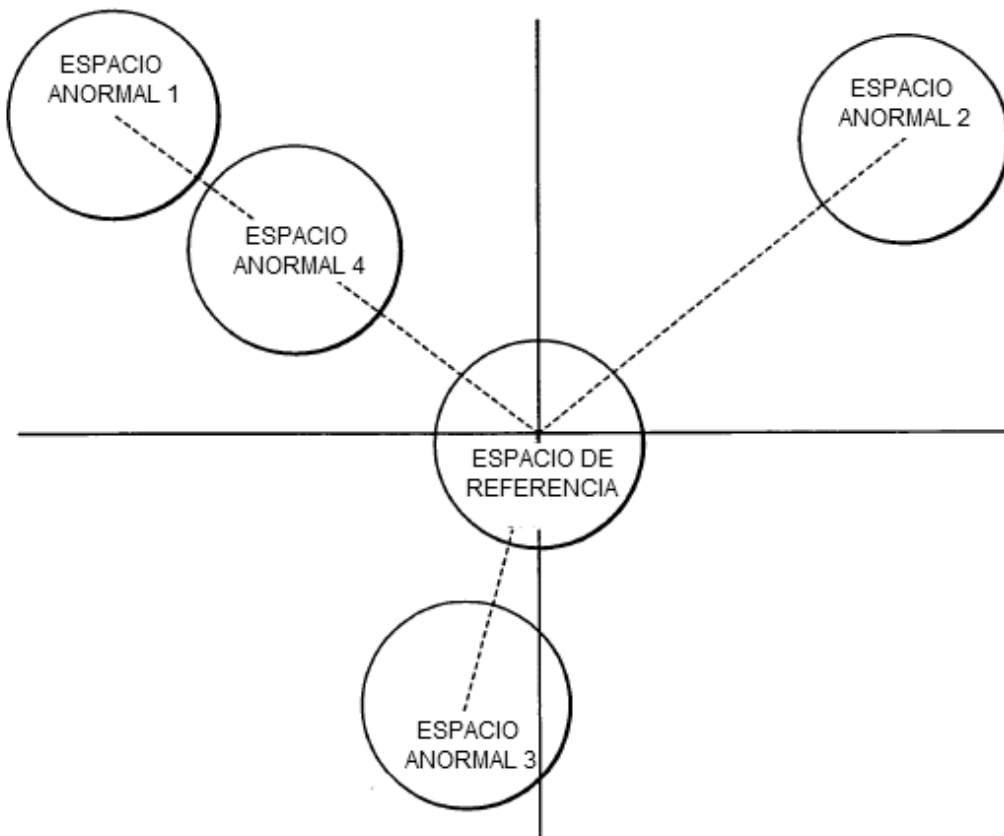 ESPACIO
ANORMAL 1
ESPACIO
ANORMAL 2
ESPACIO
ANORMAL 4
ESPACIO DE
REFERENCIA
ESPACIO
ANORMAL 3